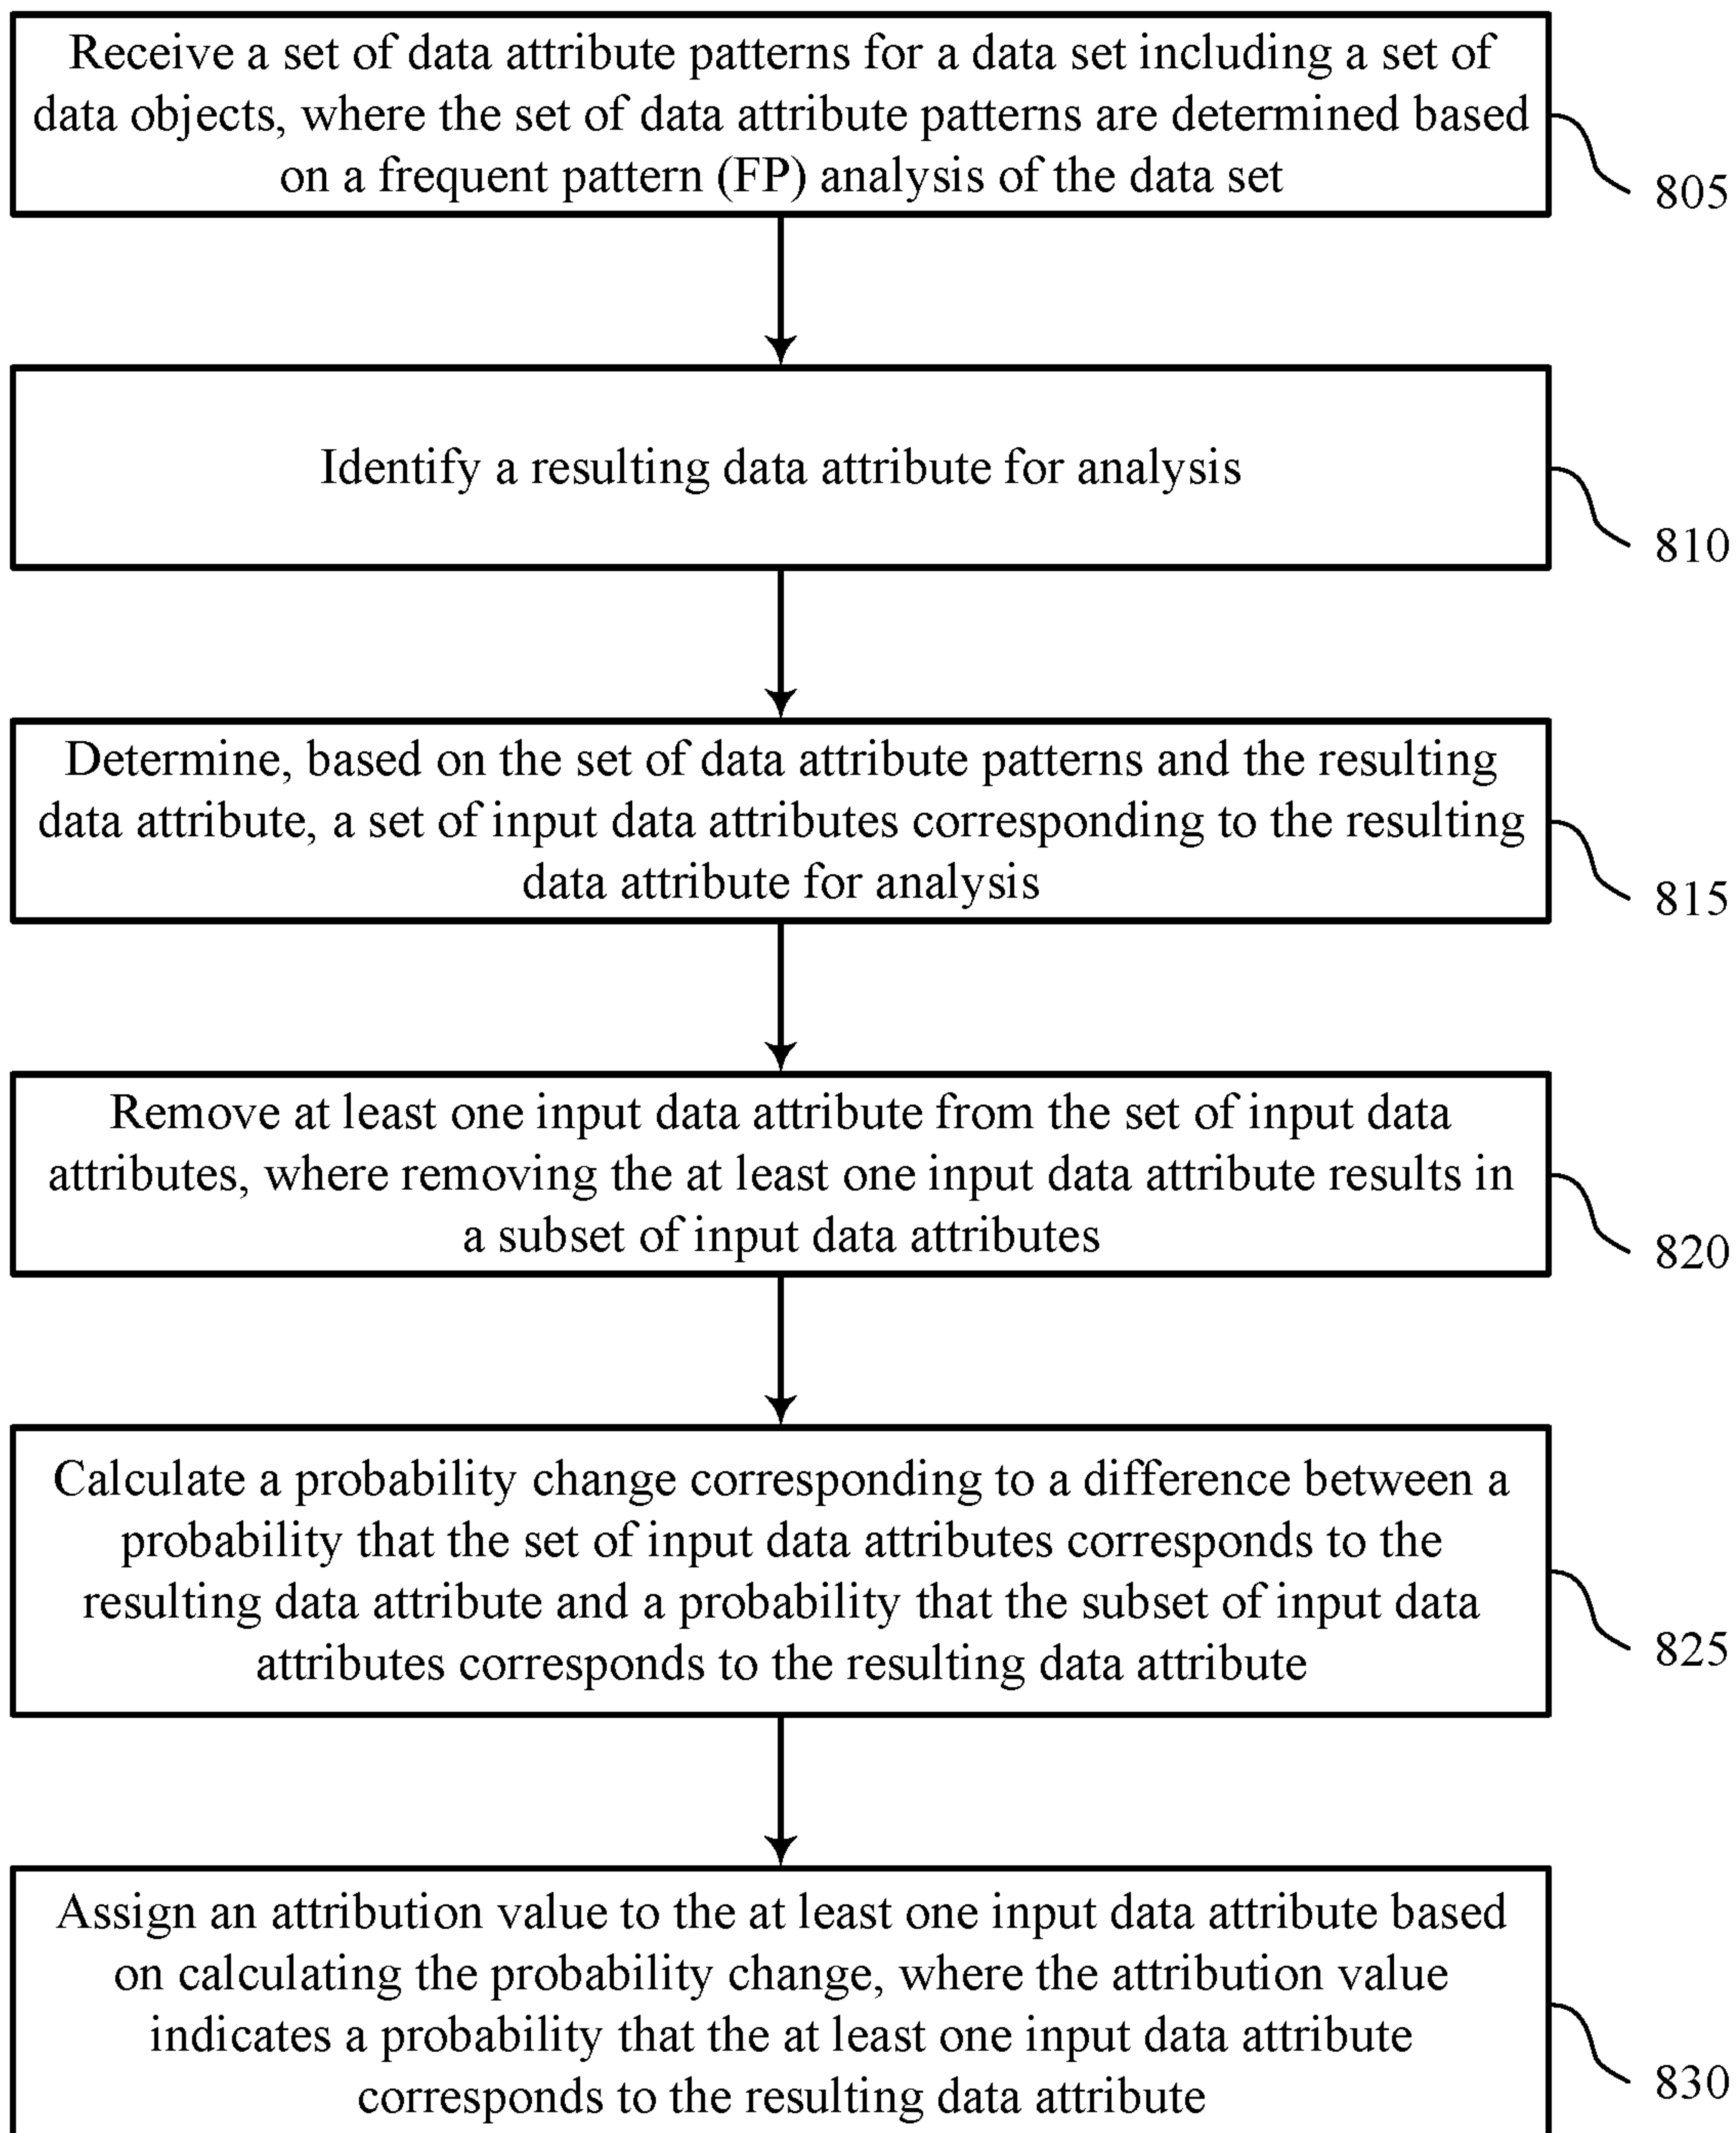 Receive a set of data attribute patterns for a data set including a set of
data objects, where the set of data attribute patterns are determined based
on a frequent pattern (FP) analysis of the data set
805
Identify a resulting data attribute for analysis
810
Determine, based on the set of data attribute patterns and the resulting
data attribute, a set of input data attributes corresponding to the resulting
data attribute for analysis
815
Remove at least one input data attribute from the set of input data
attributes, where removing the at least one input data attribute results in
a subset of input data attributes
820
Calculate a probability change corresponding to a difference between a
probability that the set of input data attributes corresponds to the
resulting data attribute and a probability that the subset of input data
attributes corresponds to the resulting data attribute
825
Assign an attribution value to the at least one input data attribute based
on calculating the probability change, where the attribution value
indicates a probability that the at least one input data attribute
corresponds to the resulting data attribute
830